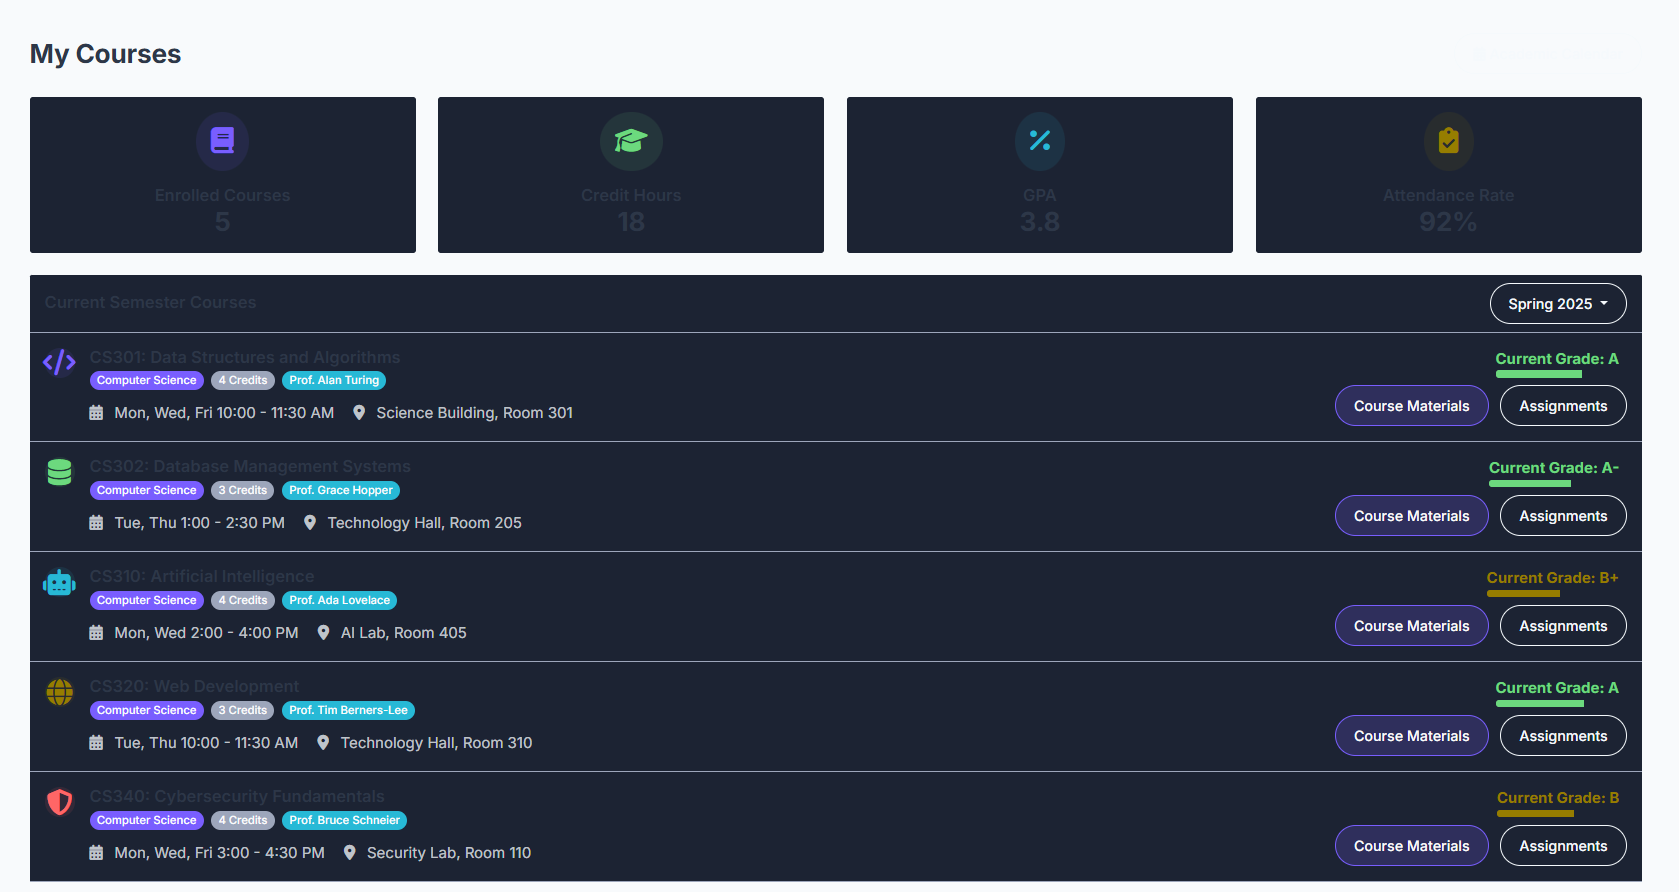 My Courses
Enrolled Courses
5
Credit Hours
18
GPA
3.8
Attendance Rate
92%
Current Semester Courses
Spring 2025
CS301: Data Structures and Algorithms
Computer Science 4 Credits Prof. Alan Turing
Mon, Wed, Fri 10:00 - 11:30 AM Science Building, Room 301
Current Grade: A
Course Materials Assignments
CS302: Database Management Systems
Computer Science 3 Credits Prof. Grace Hopper
Tue, Thu 1:00 - 2:30 PM Technology Hall, Room 205
Current Grade: A-
Course Materials Assignments
CS310: Artificial Intelligence
Computer Science 4 Credits Prof. Ada Lovelace
Mon, Wed 2:00 - 4:00 PM AI Lab, Room 405
Current Grade: B+
Course Materials Assignments
CS320: Web Development
Computer Science 3 Credits Prof. Tim Berners-Lee
Tue, Thu 10:00 - 11:30 AM Technology Hall, Room 310
Current Grade: A
Course Materials Assignments
CS340: Cybersecurity Fundamentals
Computer Science 4 Credits Prof. Bruce Schneier
Mon, Wed, Fri 3:00 - 4:30 PM Security Lab, Room 110
Current Grade: B
Course Materials Assignments